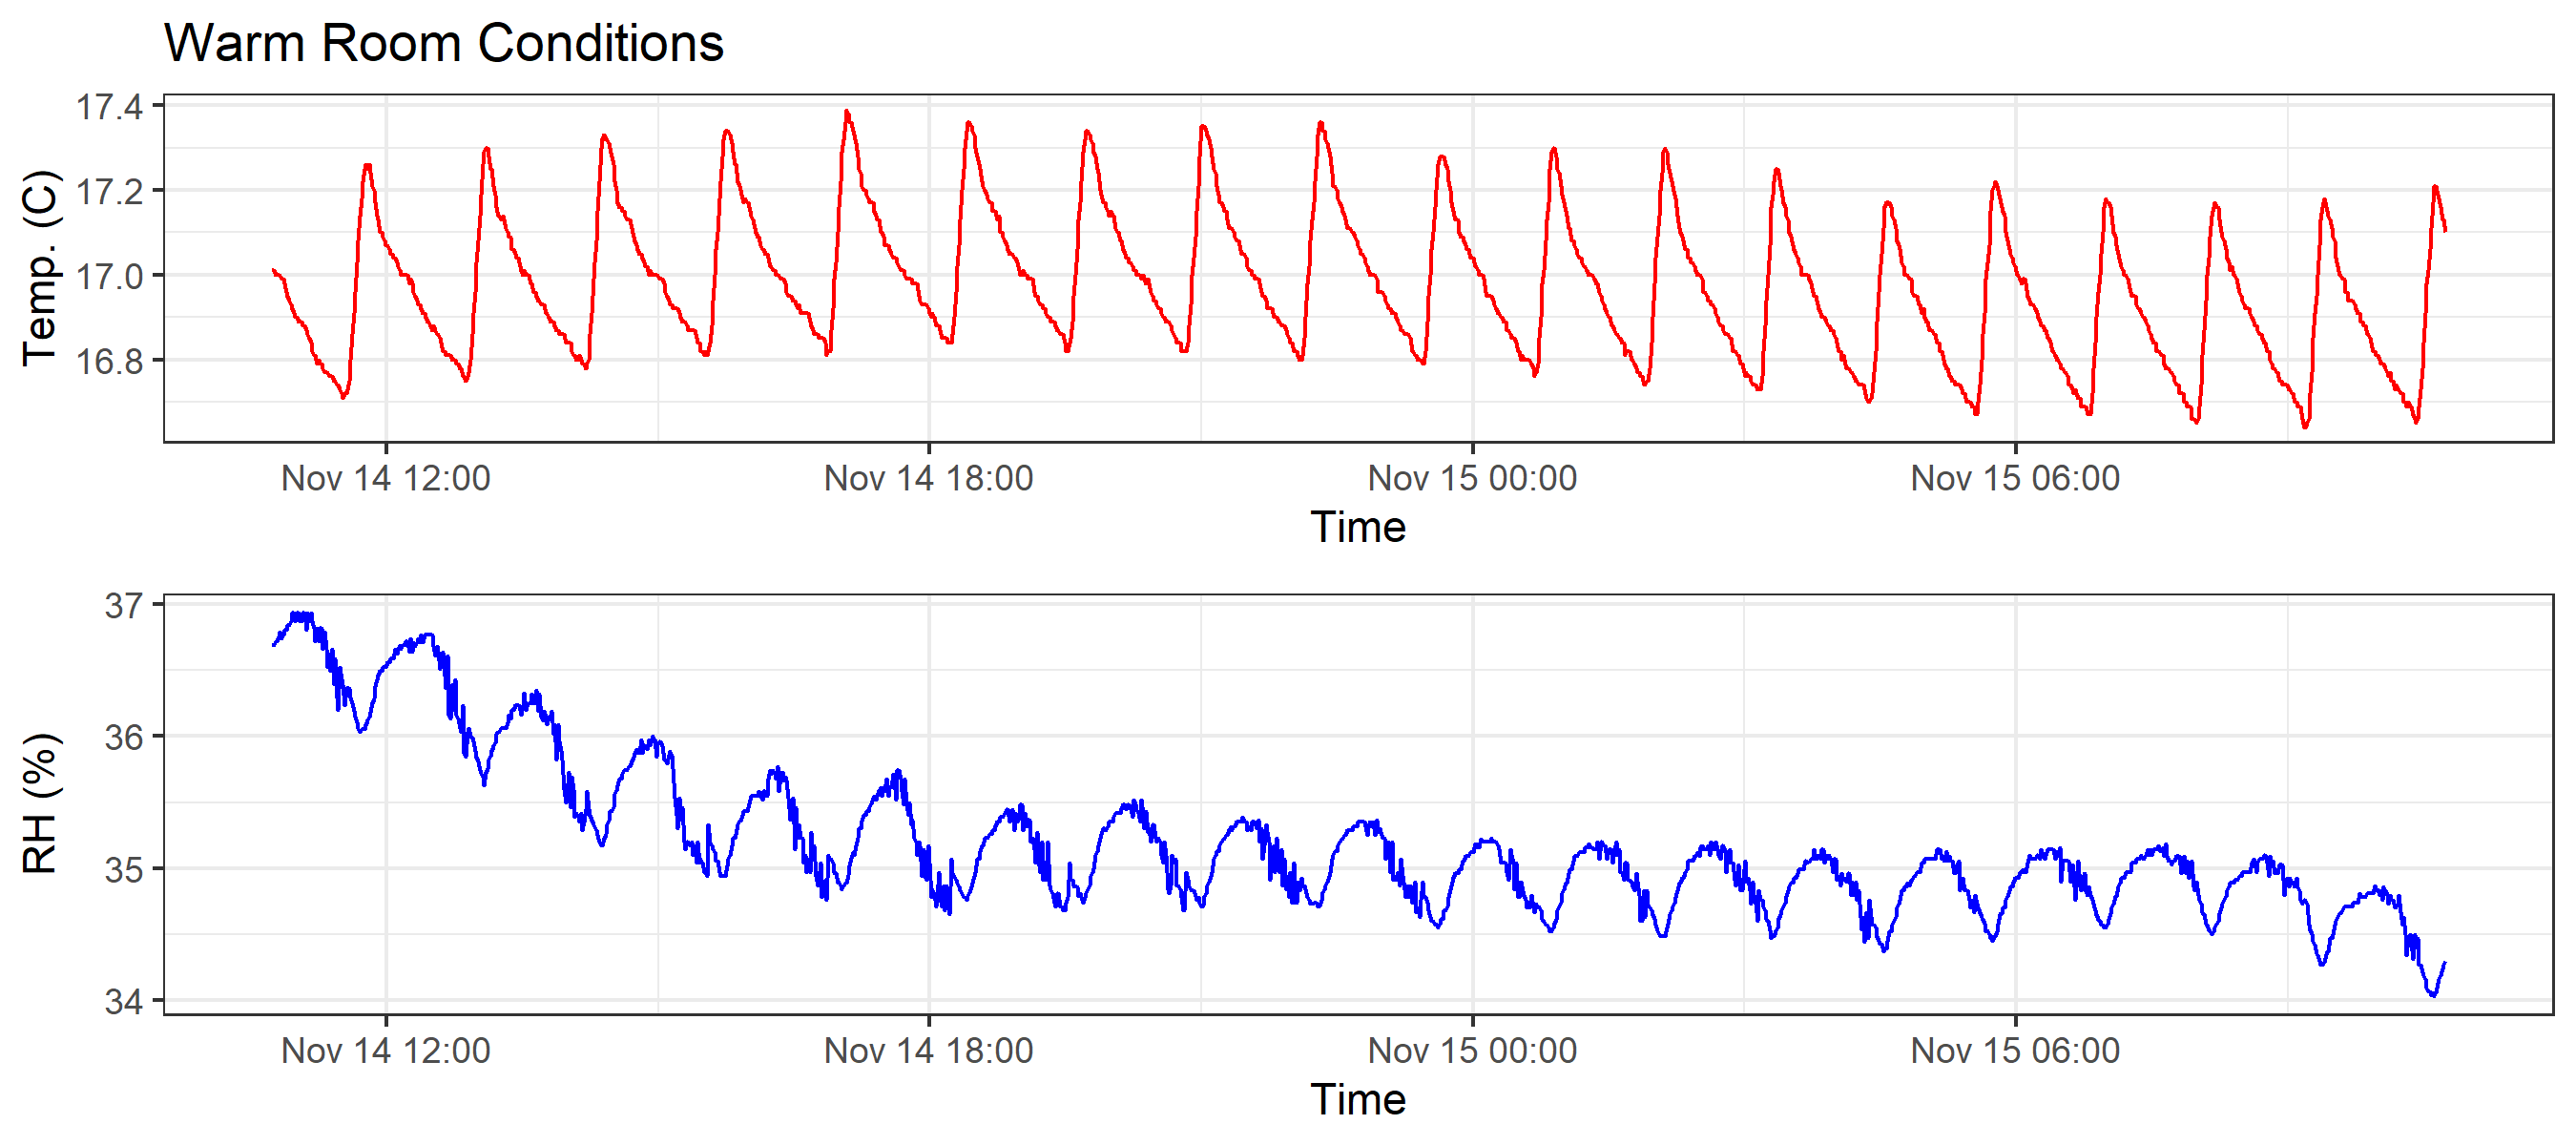 Warm Room Conditions
17.4
17.2
17.0
16.8
Temp. (C)
Nov 14 12:00 Nov 14 18:00 Nov 15 00:00 Nov 15 06:00
Time
37
36
35
34
RH (%)
Nov 14 12:00 Nov 14 18:00 Nov 15 00:00 Nov 15 06:00
Time